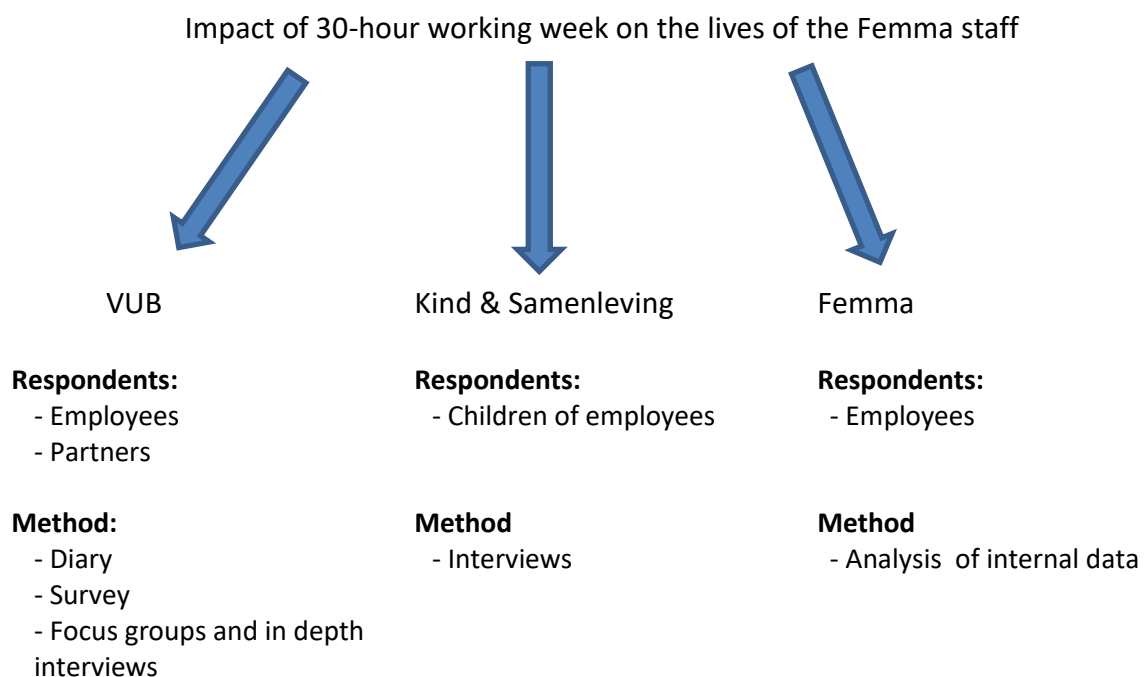 Impact of 30-hour working week on the lives of the Femma staff
VUB
Respondents:
- Employees
- Partners
Method:
- Diary
- Survey
- Focus groups and in depth
interviews
Kind & Samenleving
Respondents:
- Children of employees
Method
- Interviews
Femma
Respondents:
- Employees
Method
- Analysis of internal data